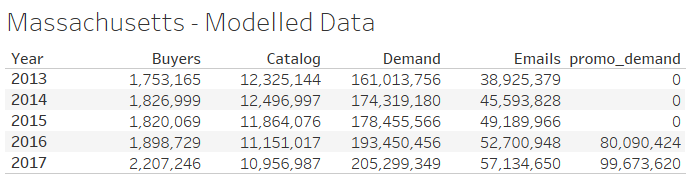 Massachusetts - Modelled Data
Year Buyers Catalog Demand Emails promo_demand
2013 1,753,165 12,325,144 161,013,756 38,925,379 0
2014 1,826,999 12,496,997 174,319,180 45,593,828 0
2015 1,820,069 11,864,076 178,455,566 49,189,966 0
2016 1,898,729 11,151,017 193,450,456 52,700,948 80,090,424
2017 2,207,246 10,956,987 205,299,349 57,134,650 99,673,620